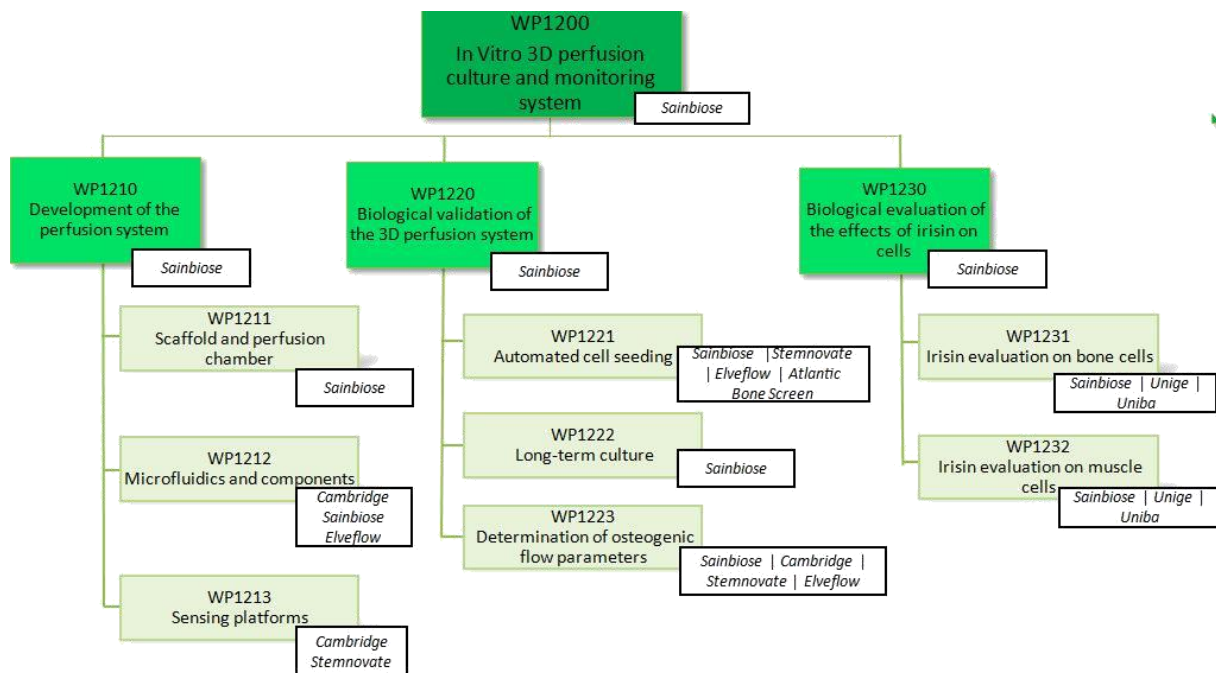 WP1200
In Vitro 3D perfusion
culture and monitoring
system
Sainbiose
WP1210
Development of the
perfusion system
Sainbiose
WP1211
Scaffold and perfusion
chamber
Sainbiose
WP1212
Microfluidics and components
Cambridge
Sainbiose
Elveflow
WP1213
Sensing platforms
Cambridge
Stemnovate
WP1220
Biological validation of
the 3D perfusion system
Sainbiose
WP1221
Automated cell seeding
Sainbiose |Stemnovate
| Elveflow | Atlantic
Bone Screen
WP1222
Long-term culture
Sainbiose
WP1223
Determination of osteogenic
flow parameters
Sainbiose | Cambridge |
Stemnovate | Elveflow
WP1230
Biological evaluation of
the effects of irisin on
cells
Sainbiose
WP1231
Irisin evaluation on bone cells
Sainbiose | Unige |
Uniba
WP1232
Irisin evaluation on muscle
cells
Sainbiose | Unige |
Uniba